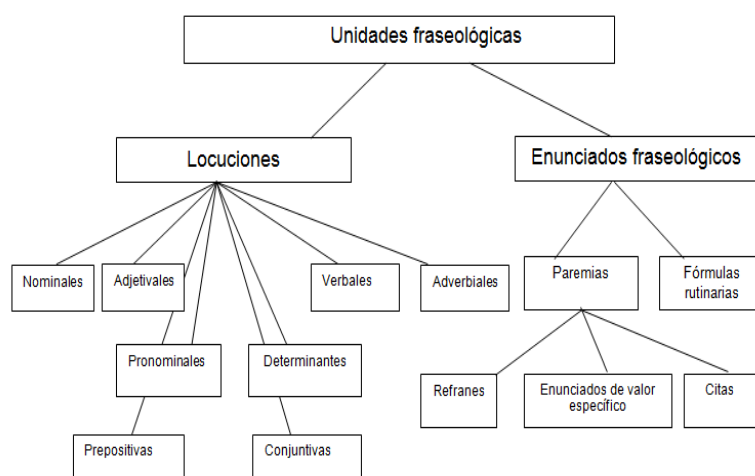 Unidades fraseológicas
Locuciones
Enunciados fraseológicos
Nominales
Adjetivales
Verbales
Adverbiales
Paremias
Fórmulas
rutinarias
Pronominales
Determinantes
Refranes
Enunciados de valor
específico
Citas
Prepositivas
Conjuntivas